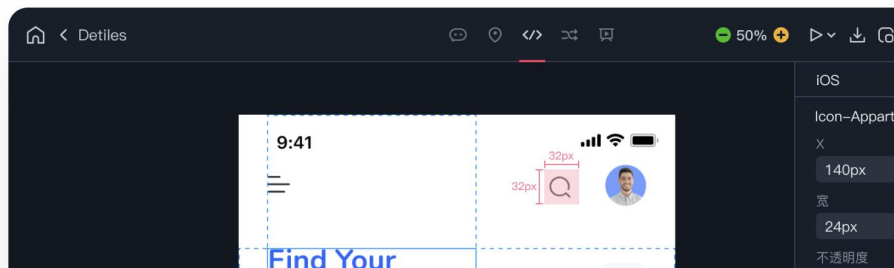 Detiles
50%
iOS
9:41
32px
32px
Icon-Appart
X
140px
宽
24px
不透明度
Find Your